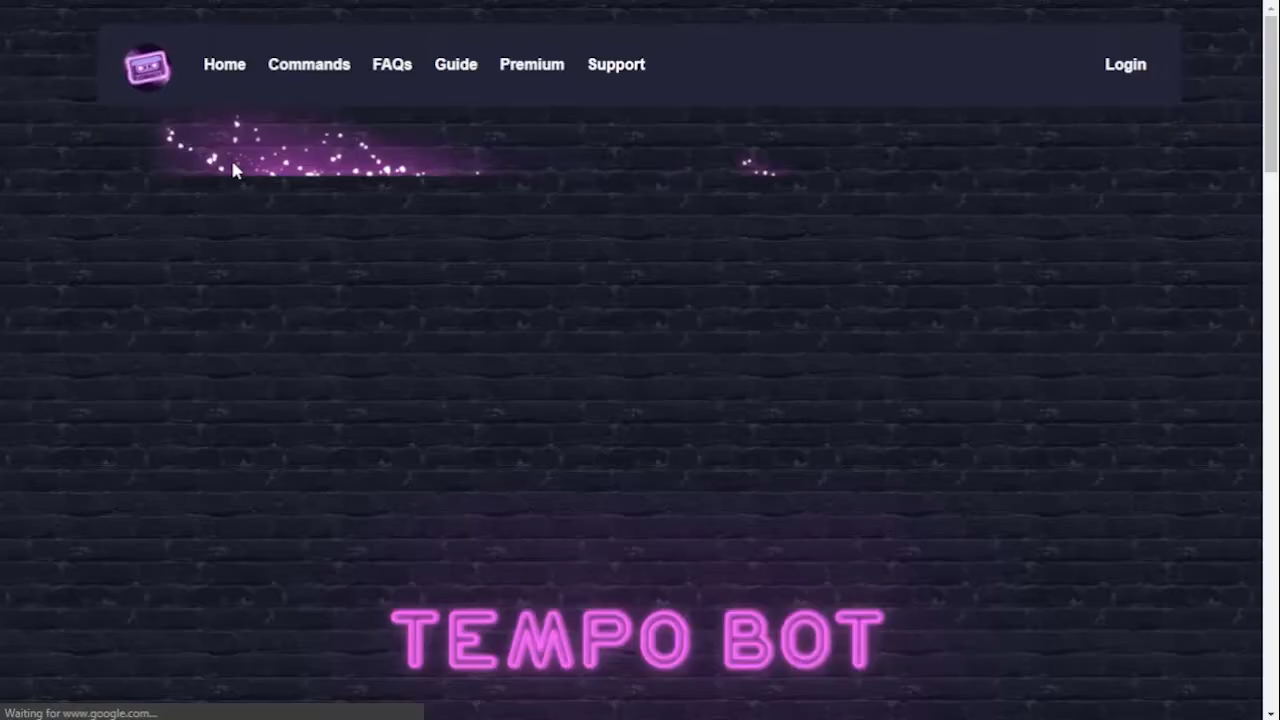 Home Commands FAQs Guide Premium Support Login
TEMPO BOT
Waiting for www.google.com...